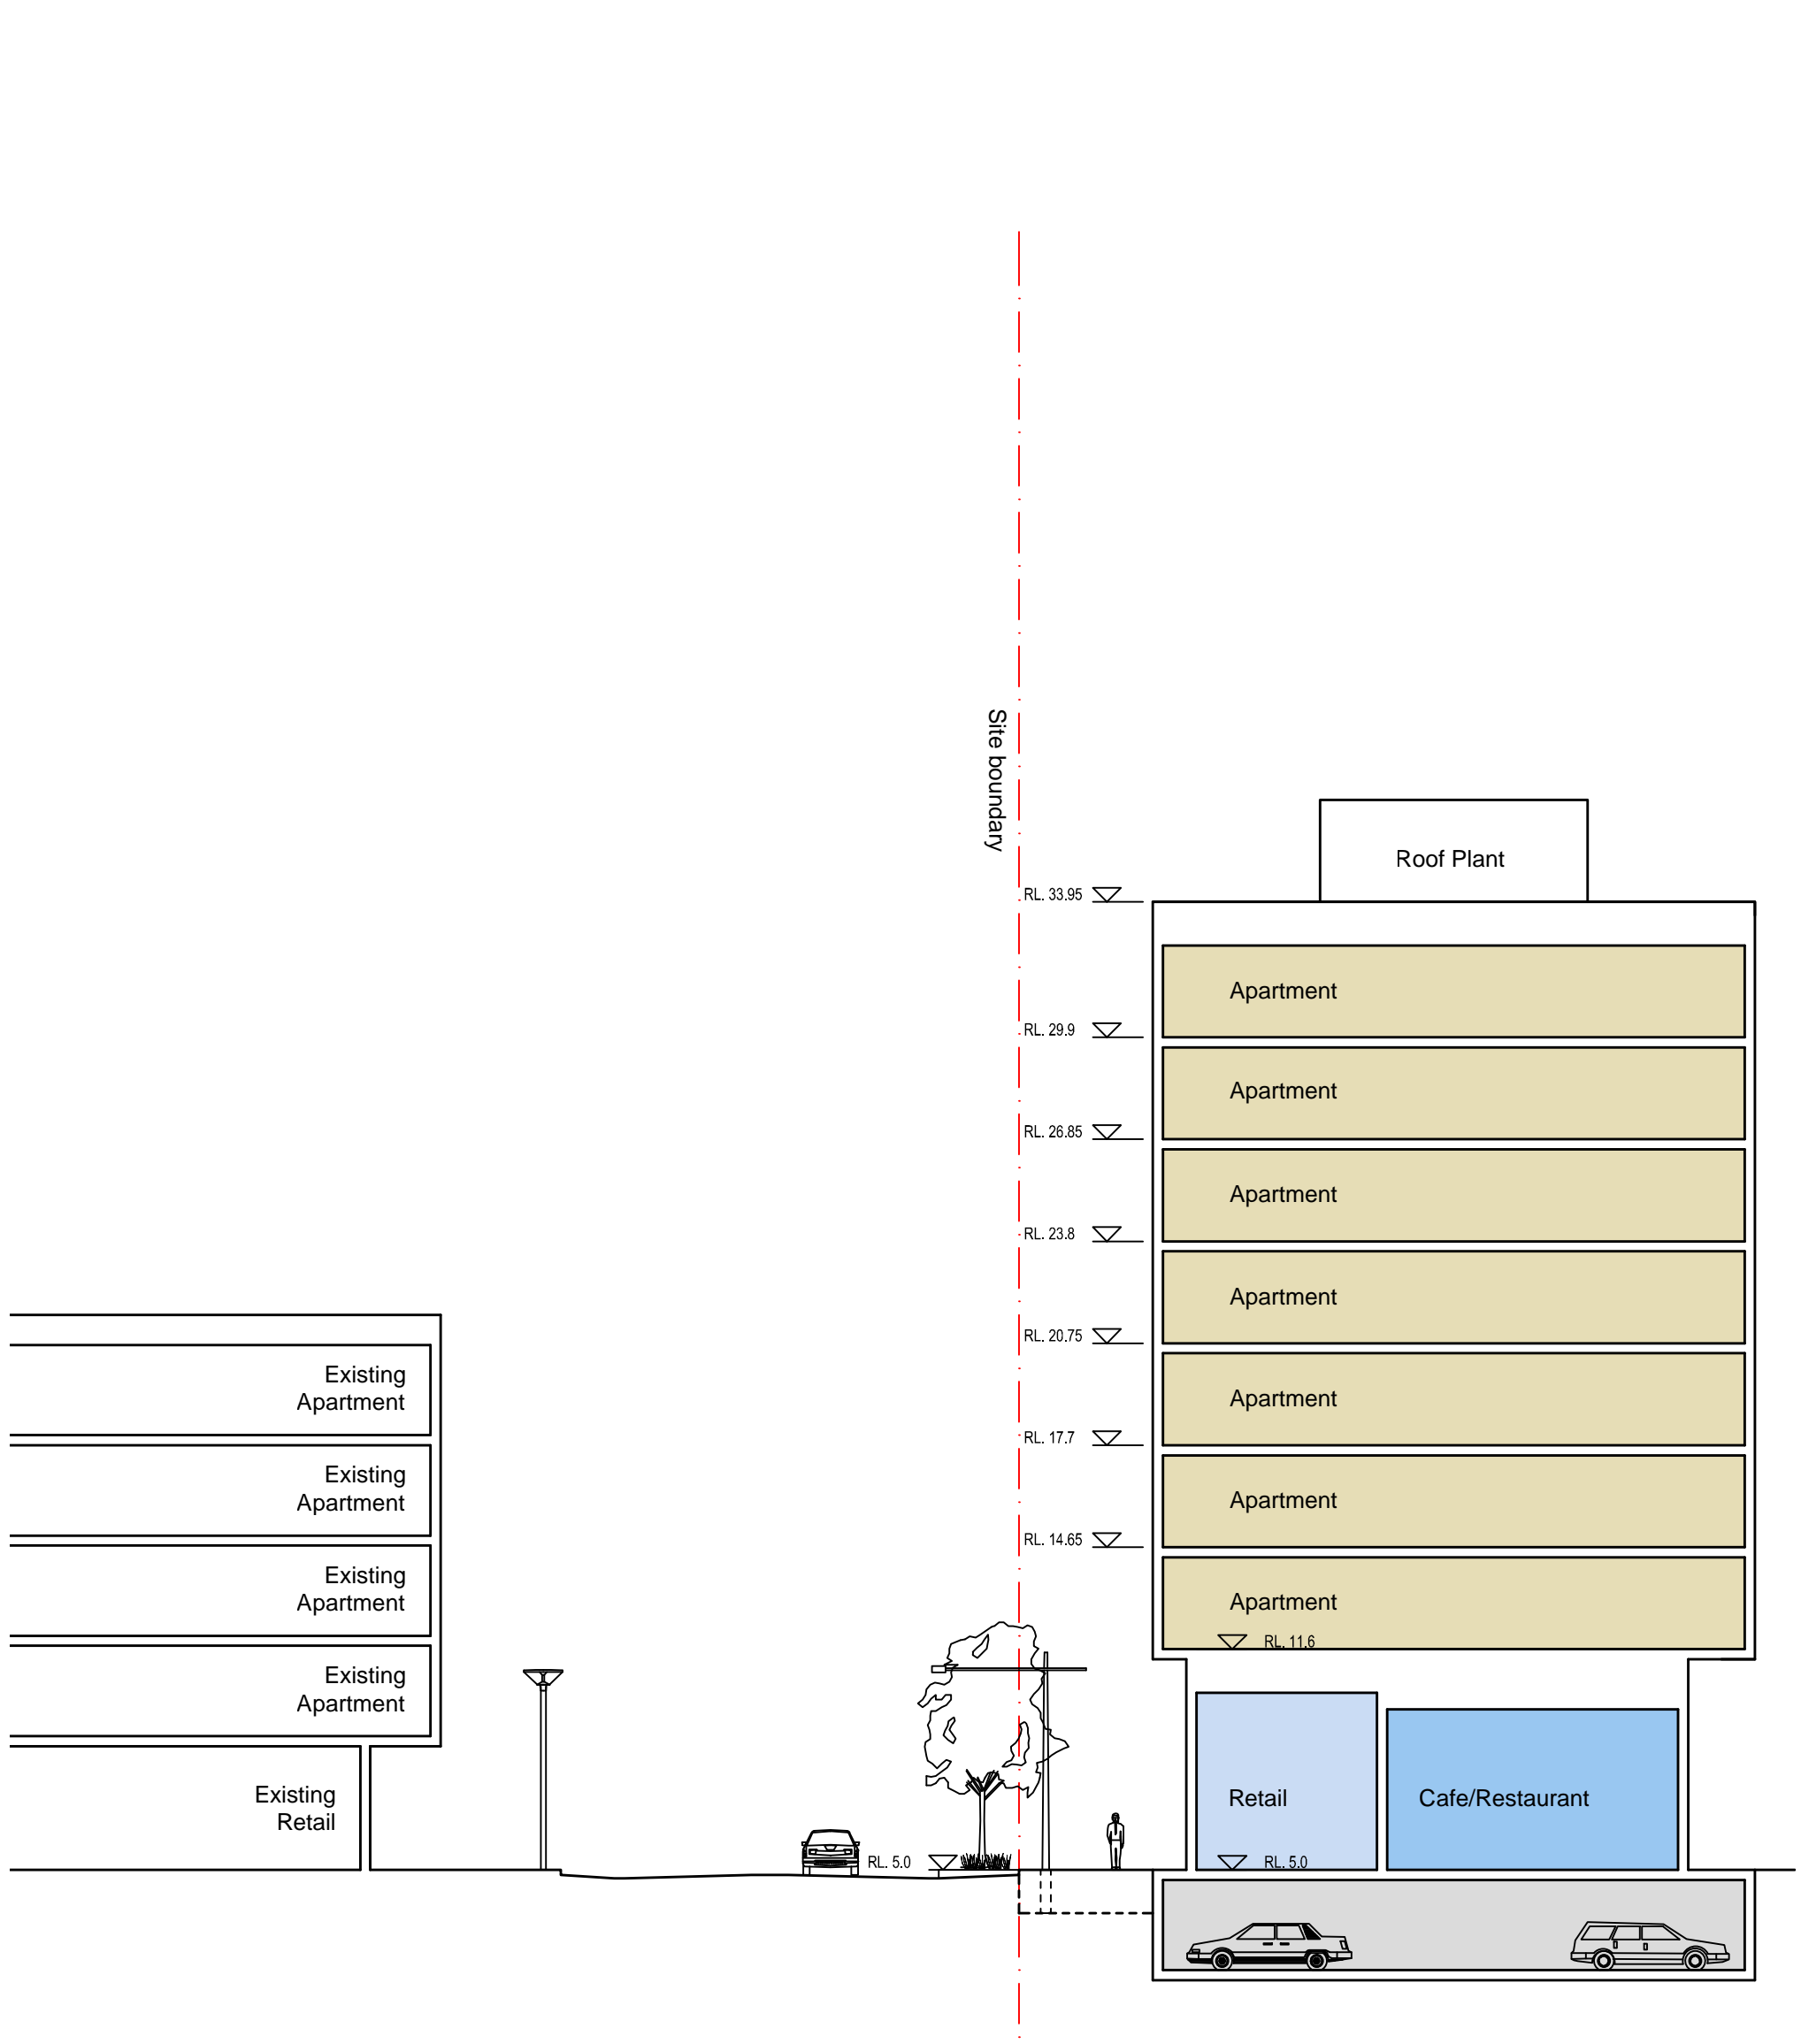 Site boundary
Roof Plant
RL. 33.95
Apartment
RL. 29.9
Apartment
RL. 26.85
Apartment
RL. 23.8
Apartment
RL. 20.75
Apartment
RL. 17.7
Apartment
RL. 14.65
Apartment
RL. 11.6
Existing
Apartment
Existing
Apartment
Existing
Apartment
Existing
Apartment
Existing
Retail
Retail
Cafe/Restaurant
RL. 5.0
RL. 5.0